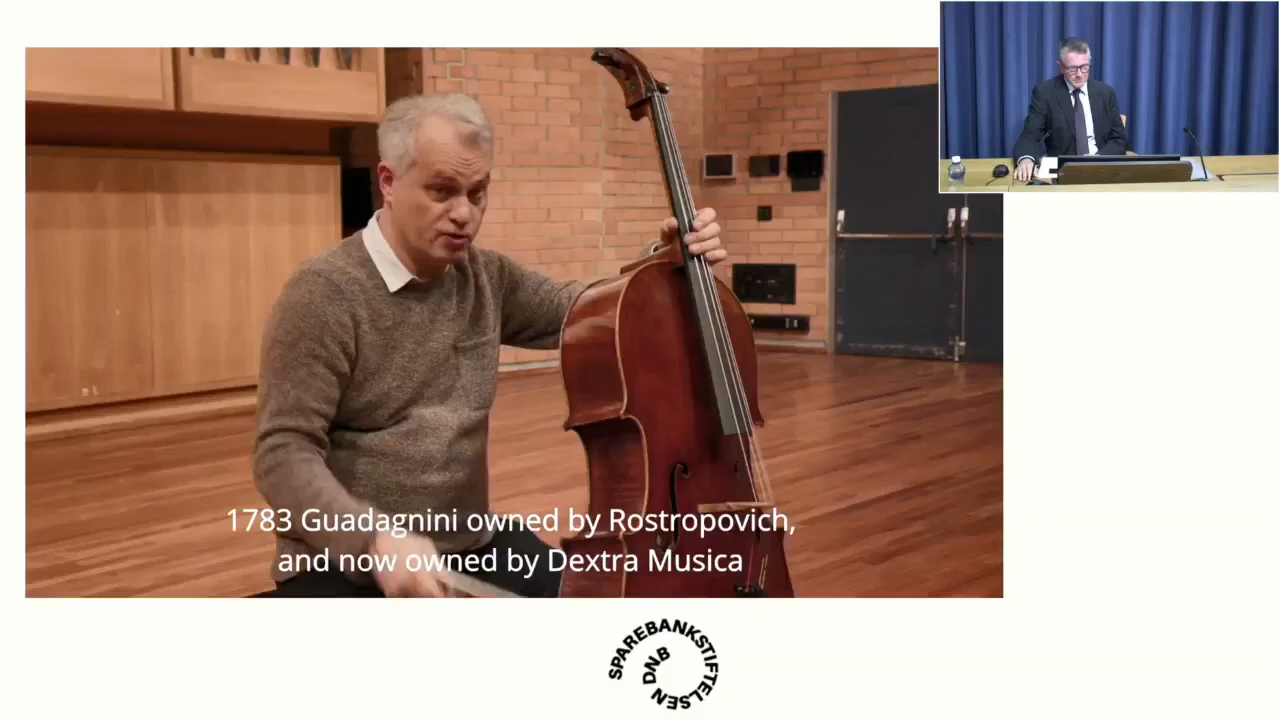 1783 Guadagnini owned by Rostropovich,
and now owned by Dextra Musica
SPAREBANKSTIFTELSEN
DNB